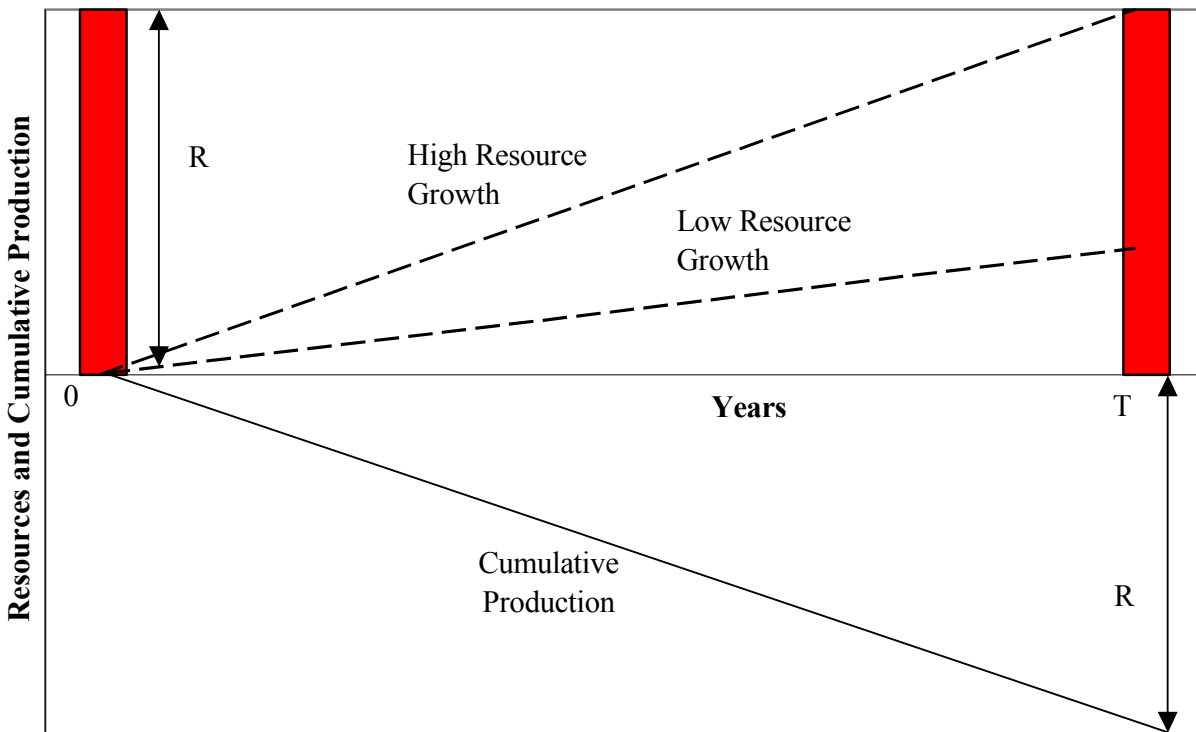 Resources and Cumulative Production
R
High Resource
Growth
Low Resource
Growth
0
Years
T
Cumulative
Production
R